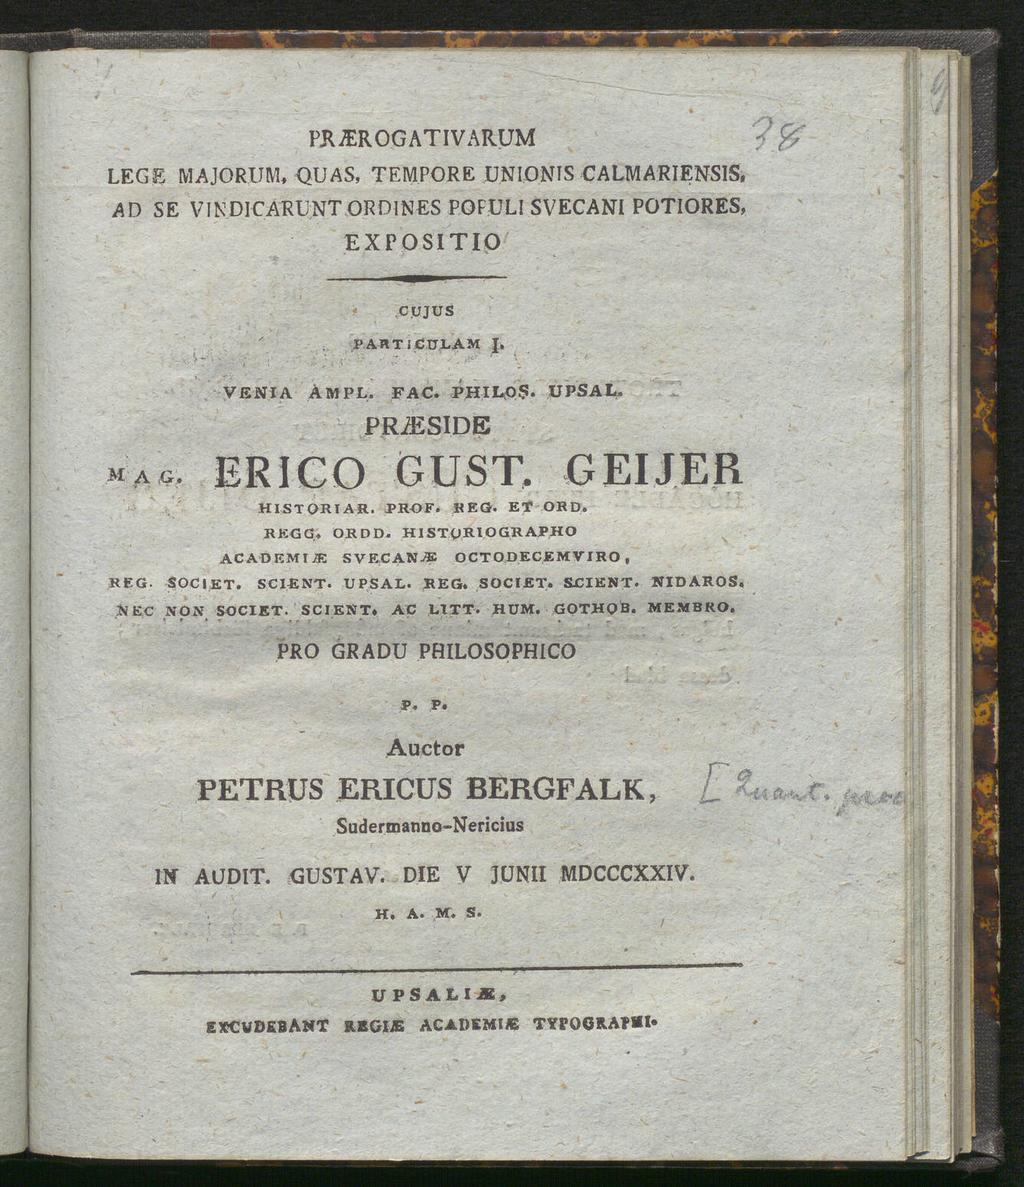 38
PRÆROGATIVARUM
LEGE MAJORUM, QUAS, TEMPORE UNIONIS CALMARIENSIS,
AD SE VINDICARUNT ORDINES POPULI SVECANI POTIORES,
EXPOSITIO
CUJUS
PARTICULAM I.
VENIA AMPL. FAC. PHILOS. UPSAL.
PRÆSIDE
MAG. ERICO GUST. GEIJER
HISTORIAR. PROF. REG. ET ORD.
REGG. ORDD. HISTORIOGRAPHO
ACADEMIÆ SVECANÆ OCTODECEMVIRO,
REG. SOCIET. SCIENT. UPSAL. REG. SOCIET. SCIENT. NIDAROS.
NEC NON SOCIET. SCIENT. AC LITT. HUM. GOTHOB. MEMBRO.
PRO GRADU PHILOSOPHICO
P. P.
Auctor
PETRUS ERICUS BERGFALK, [Quant.
Sudermanno-Nericius
IN AUDIT. GUSTAV. DIE V JUNII MDCCCXXIV.
H. A. M. S.
UPSALIÆ,
EXCUDEBANT REGIÆ ACADEMIÆ TYPOGRAPHI.